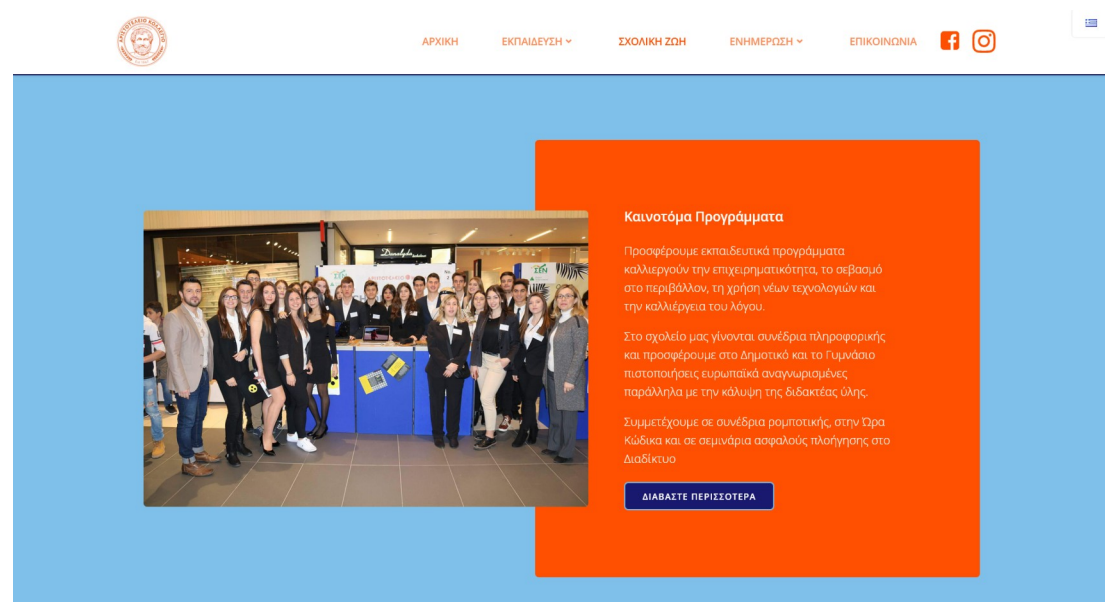 ΑΡΙΣΤΟΤΕΛΕΙΟ ΚΟΛΛΕΓΙΟ
ΑΡΧΙΚΗ ΕΚΠΑΙΔΕΥΣΗ ΣΧΟΛΙΚΗ ΖΩΗ ΕΝΗΜΕΡΩΣΗ ΕΠΙΚΟΙΝΩΝΙΑ
Καινοτόμα Προγράμματα
Προσφέρουμε εκπαιδευτικά προγράμματα
καλλιεργούν την επιχειρηματικότητα, το σεβασμό
στο περιβάλλον, τη χρήση νέων τεχνολογιών και
την καλλιέργεια του λόγου.
Στο σχολείο μας γίνονται συνέδρια πληροφορικής
και προσφέρουμε στο Δημοτικό και το Γυμνάσιο
πιστοποιήσεις ευρωπαϊκά αναγνωρισμένες
παράλληλα με την κάλυψη της διδακτέας ύλης.
Συμμετέχουμε σε συνέδρια ρομποτικής, στην Ώρα
Κώδικα και σε σεμινάρια ασφαλούς πλοήγησης στο
Διαδίκτυο
ΔΙΑΒΑΣΤΕ ΠΕΡΙΣΣΟΤΕΡΑ
ΣΕΝ